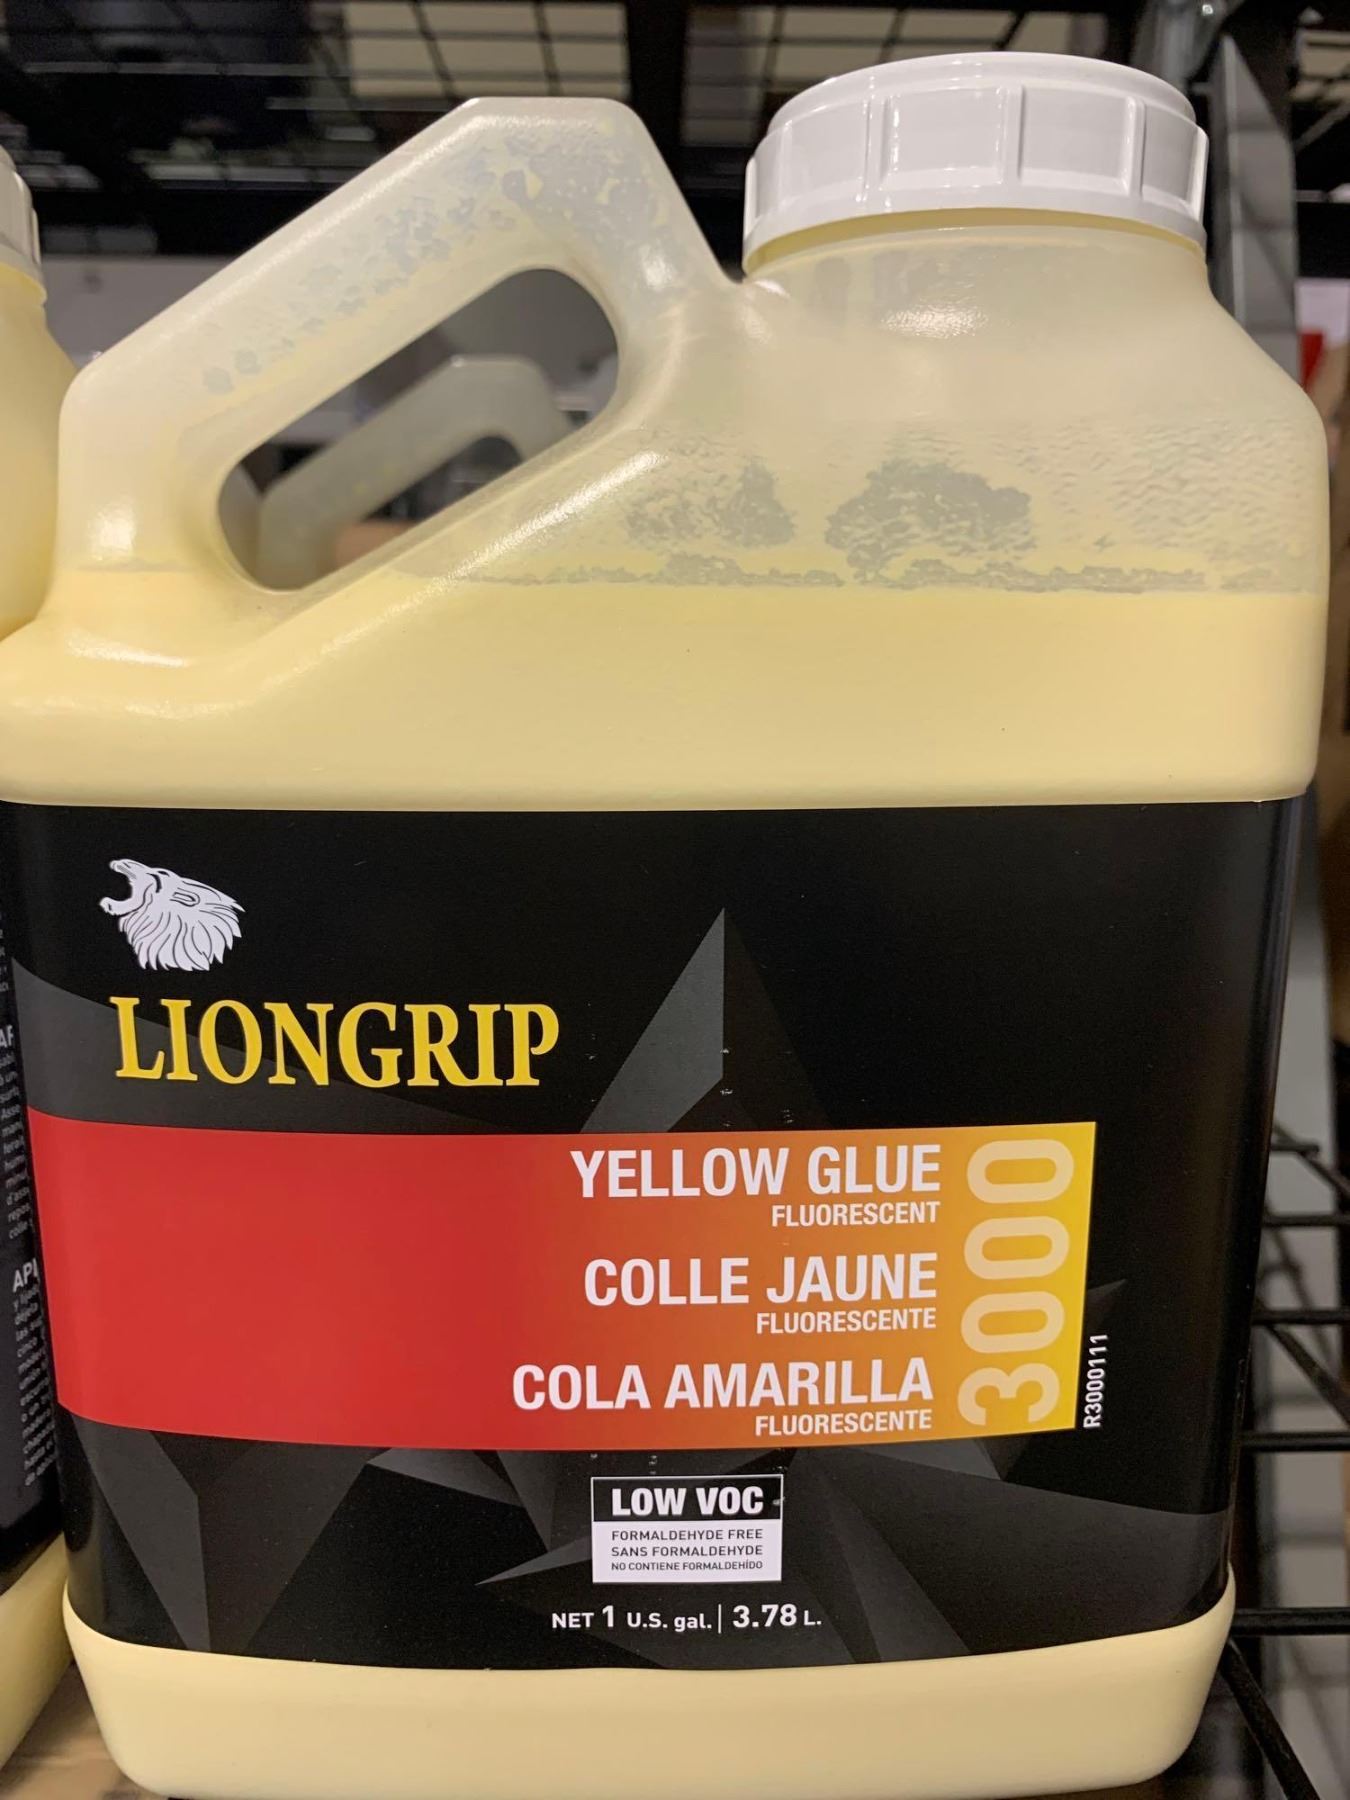 LIONGRIP
YELLOW GLUE
FLUORESCENT
COLLE JAUNE
FLUORESCENTE
COLA AMARILLA
FLUORESCENTE
3000
R3000111
LOW VOC
FORMALDEHYDE FREE
SANS FORMALDEHYDE
NO CONTIENE FORMALDEHÍDO
NET 1 U.S. gal. | 3.78 L.